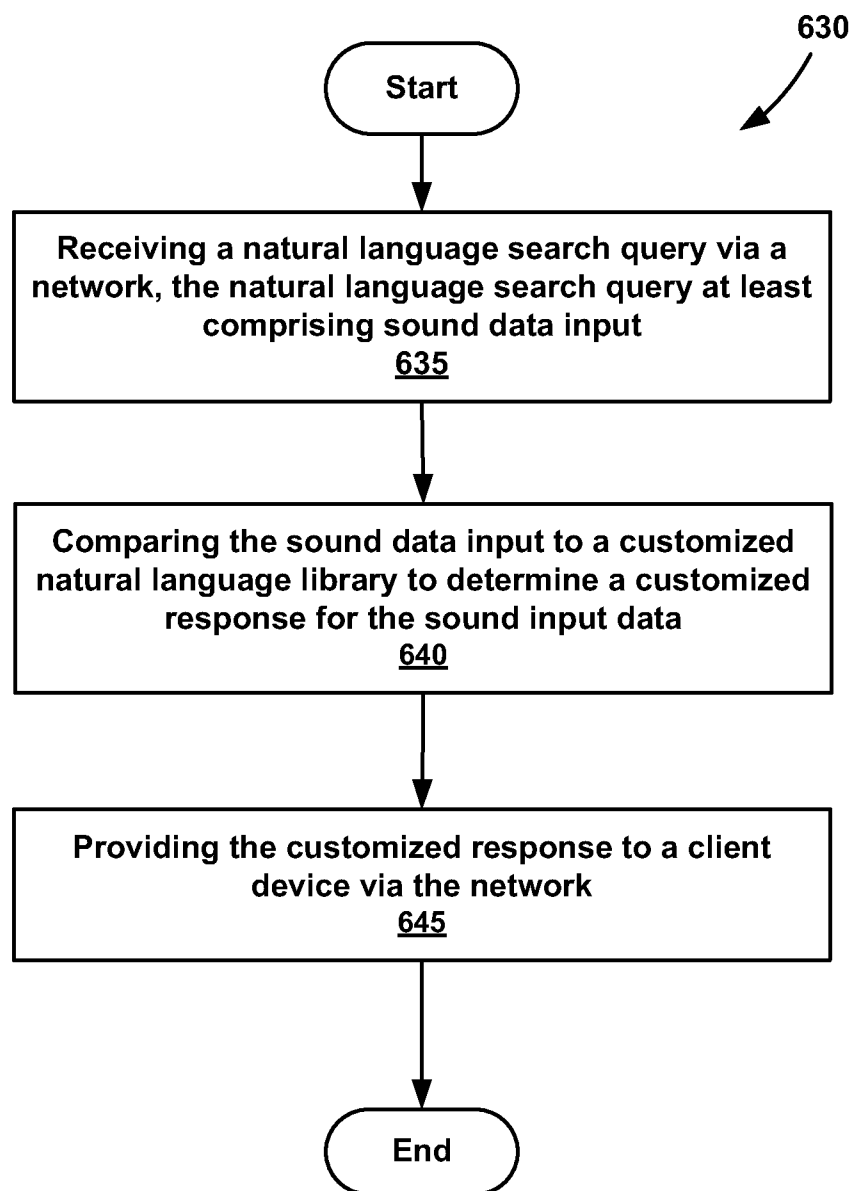 630
Start
Receiving a natural language search query via a
network, the natural language search query at least
comprising sound data input
635
Comparing the sound data input to a customized
natural language library to determine a customized
response for the sound input data
640
Providing the customized response to a client
device via the network
645
End